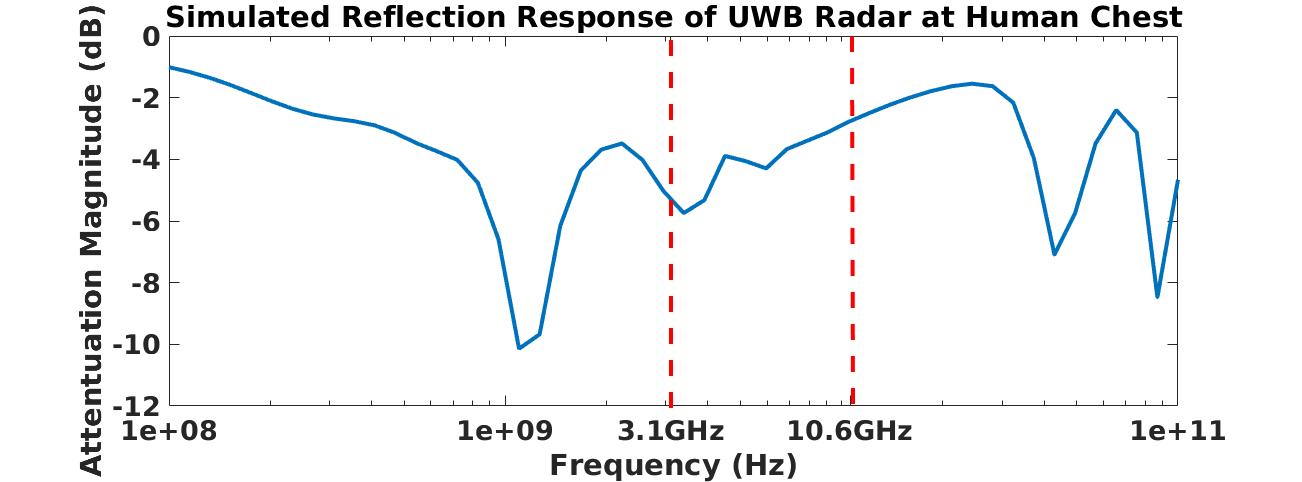 Simulated Reflection Response of UWB Radar at Human Chest
Attentuation Magnitude (dB)
0
-2
-4
-6
-8
-10
-12
1e+08 1e+09 3.1GHz 10.6GHz 1e+11
Frequency (Hz)